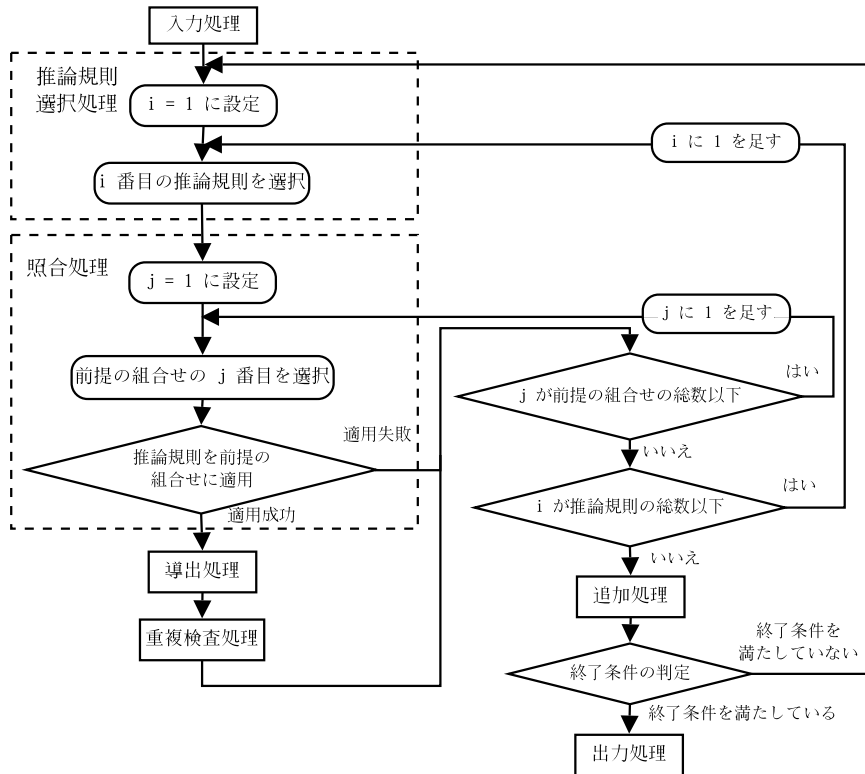 入力処理
推論規則
選択処理
i = 1 に設定
i に 1 を足す
i 番目の推論規則を選択
照合処理
j = 1 に設定
j に 1 を足す
前提の組合せの j 番目を選択
はい
j が前提の組合せの総数以下
適用失敗
推論規則を前提の
組合せに適用
いいえ
はい
i が推論規則の総数以下
適用成功
いいえ
導出処理
追加処理
重複検査処理
終了条件を
満たしていない
終了条件の判定
終了条件を満たしている
出力処理